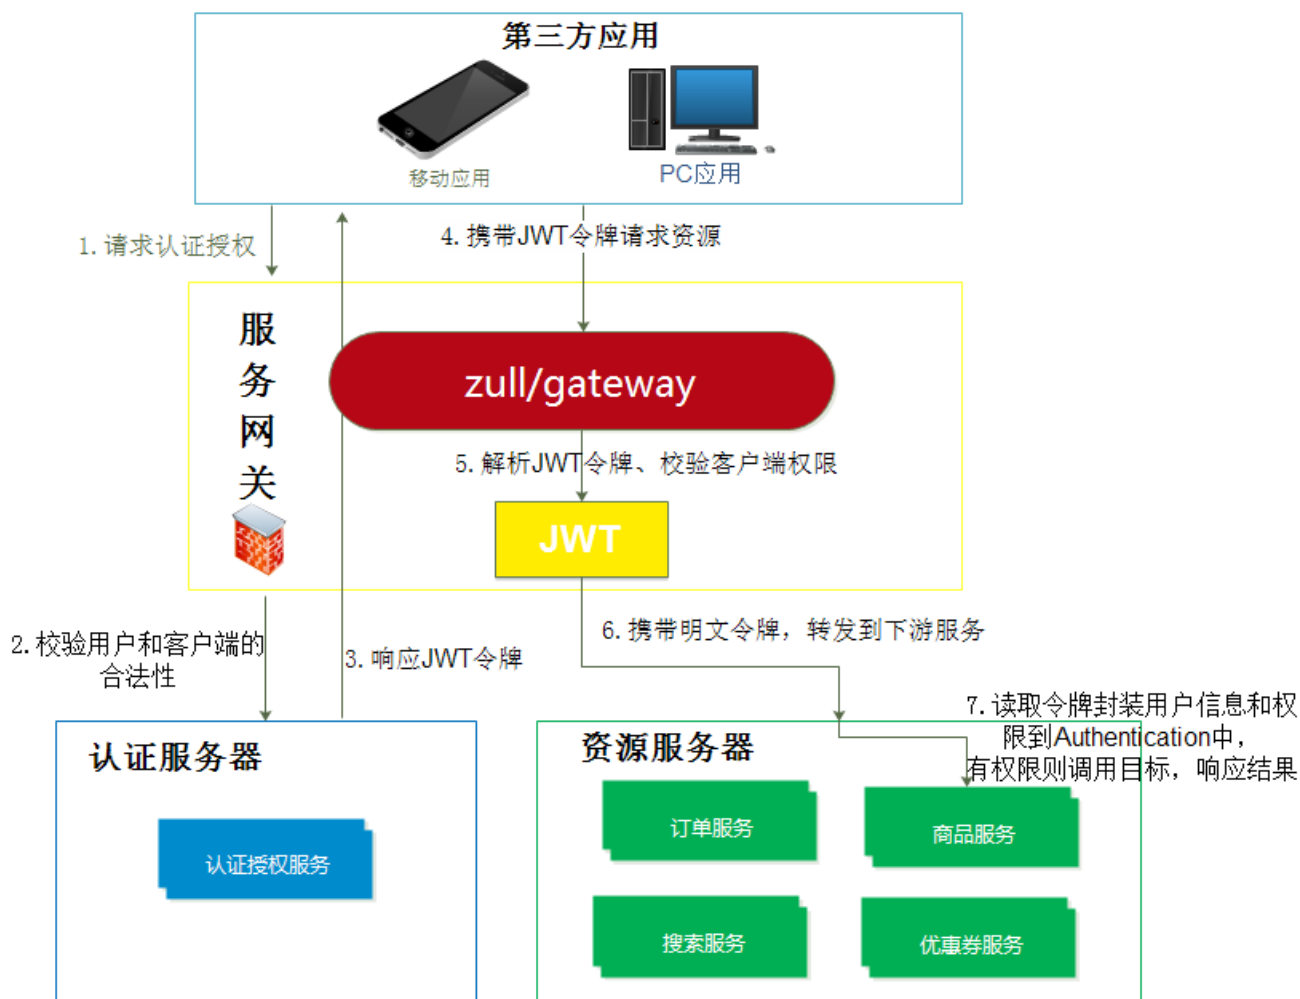 第三方应用
移动应用
PC应用
1.请求认证授权
4.携带JWT令牌请求资源
服
务
网
关
zull/gateway
5.解析JWT令牌、校验客户端权限
JWT
2.校验用户和客户端的
合法性
3.响应JWT令牌
6.携带明文令牌，转发到下游服务
7.读取令牌封装用户信息和权
限到Authentication中，
有权限则调用目标，响应结果
认证服务器
认证授权服务
资源服务器
订单服务
商品服务
搜索服务
优惠券服务